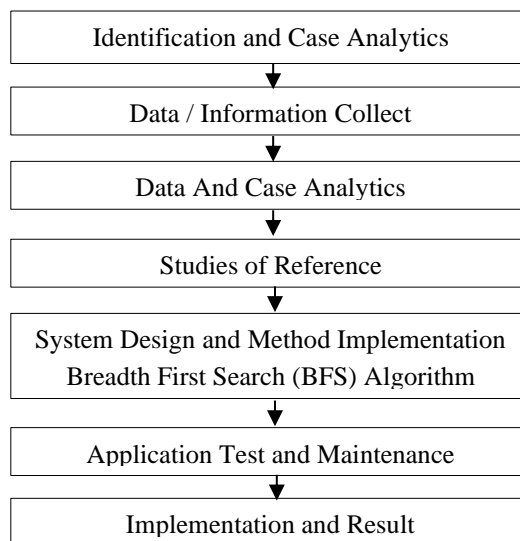 Identification and Case Analytics
Data / Information Collect
Data And Case Analytics
Studies of Reference
System Design and Method Implementation
Breadth First Search (BFS) Algorithm
Application Test and Maintenance
Implementation and Result